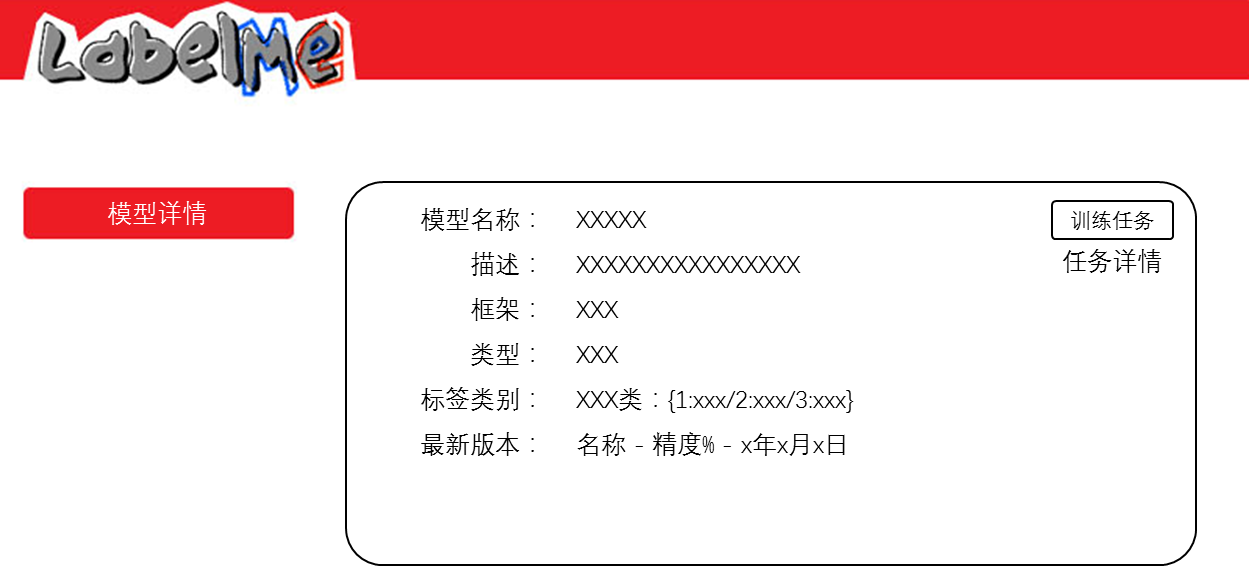 LabelMe
模型详情
模型名称： XXXXX
训练任务
描述： XXXXXXXXXXXXXXXX
任务详情
框架： XXX
类型： XXX
标签类别： XXX类：{1:xxx/2:xxx/3:xxx}
最新版本： 名称 - 精度% - x年x月x日